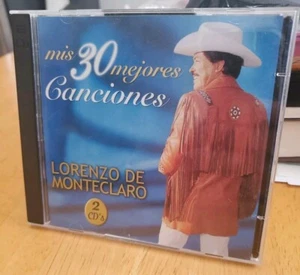 mis 30 mejores
Canciones
LORENZO DE
MONTECLARO
2
CD's